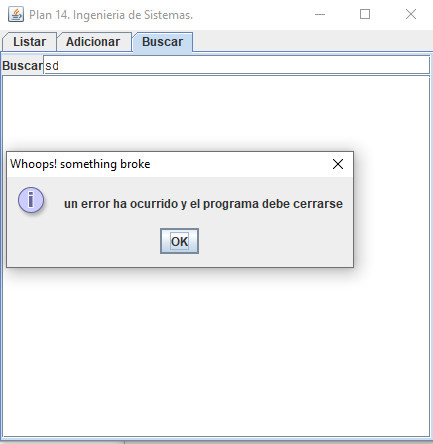 Plan 14. Ingenieria de Sistemas.
Listar Adicionar Buscar
Buscar sd
Whoops! something broke
un error ha ocurrido y el programa debe cerrarse
OK